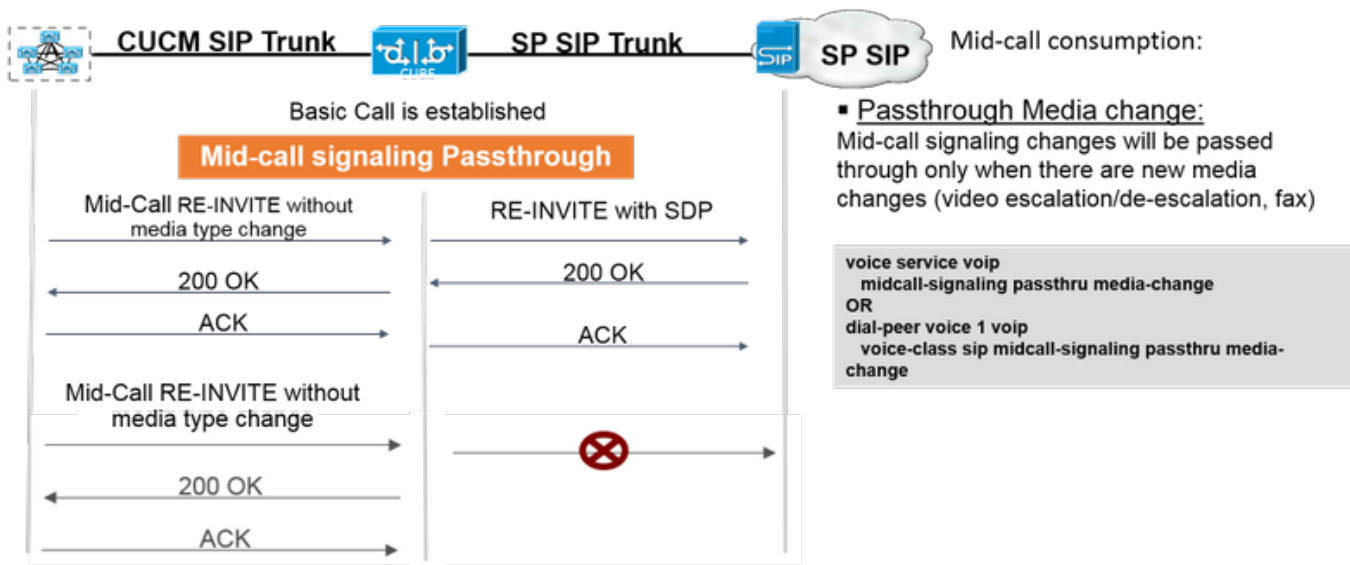 CUCM SIP Trunk
SP SIP Trunk
CUBE
SIP
SP SIP
Mid-call consumption:
Basic Call is established
Mid-call signaling Passthrough
Mid-Call RE-INVITE without
media type change
RE-INVITE with SDP
200 OK
200 OK
ACK
ACK
Mid-Call RE-INVITE without
media type change
200 OK
ACK
▪ Passthrough Media change:
Mid-call signaling changes will be passed
through only when there are new media
changes (video escalation/de-escalation, fax)
voice service voip
midcall-signaling passthru media-change
OR
dial-peer voice 1 voip
voice-class sip midcall-signaling passthru media-
change